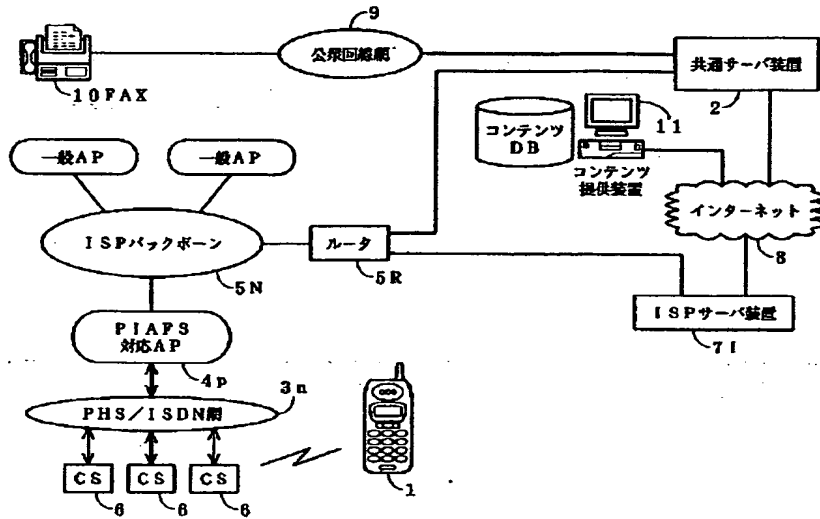 9
公衆回線網
共通サーバ装置
2
10FAX
11
コンテンツ
DB
コンテンツ
提供装置
一般AP
一般AP
インターネット
8
ISPバックボーン
5N
ルータ
5R
ISPサーバ装置
7I
PIAFS
対応AP
4p
3n
PHS/ISDN網
CS
CS
CS
6
6
6
1